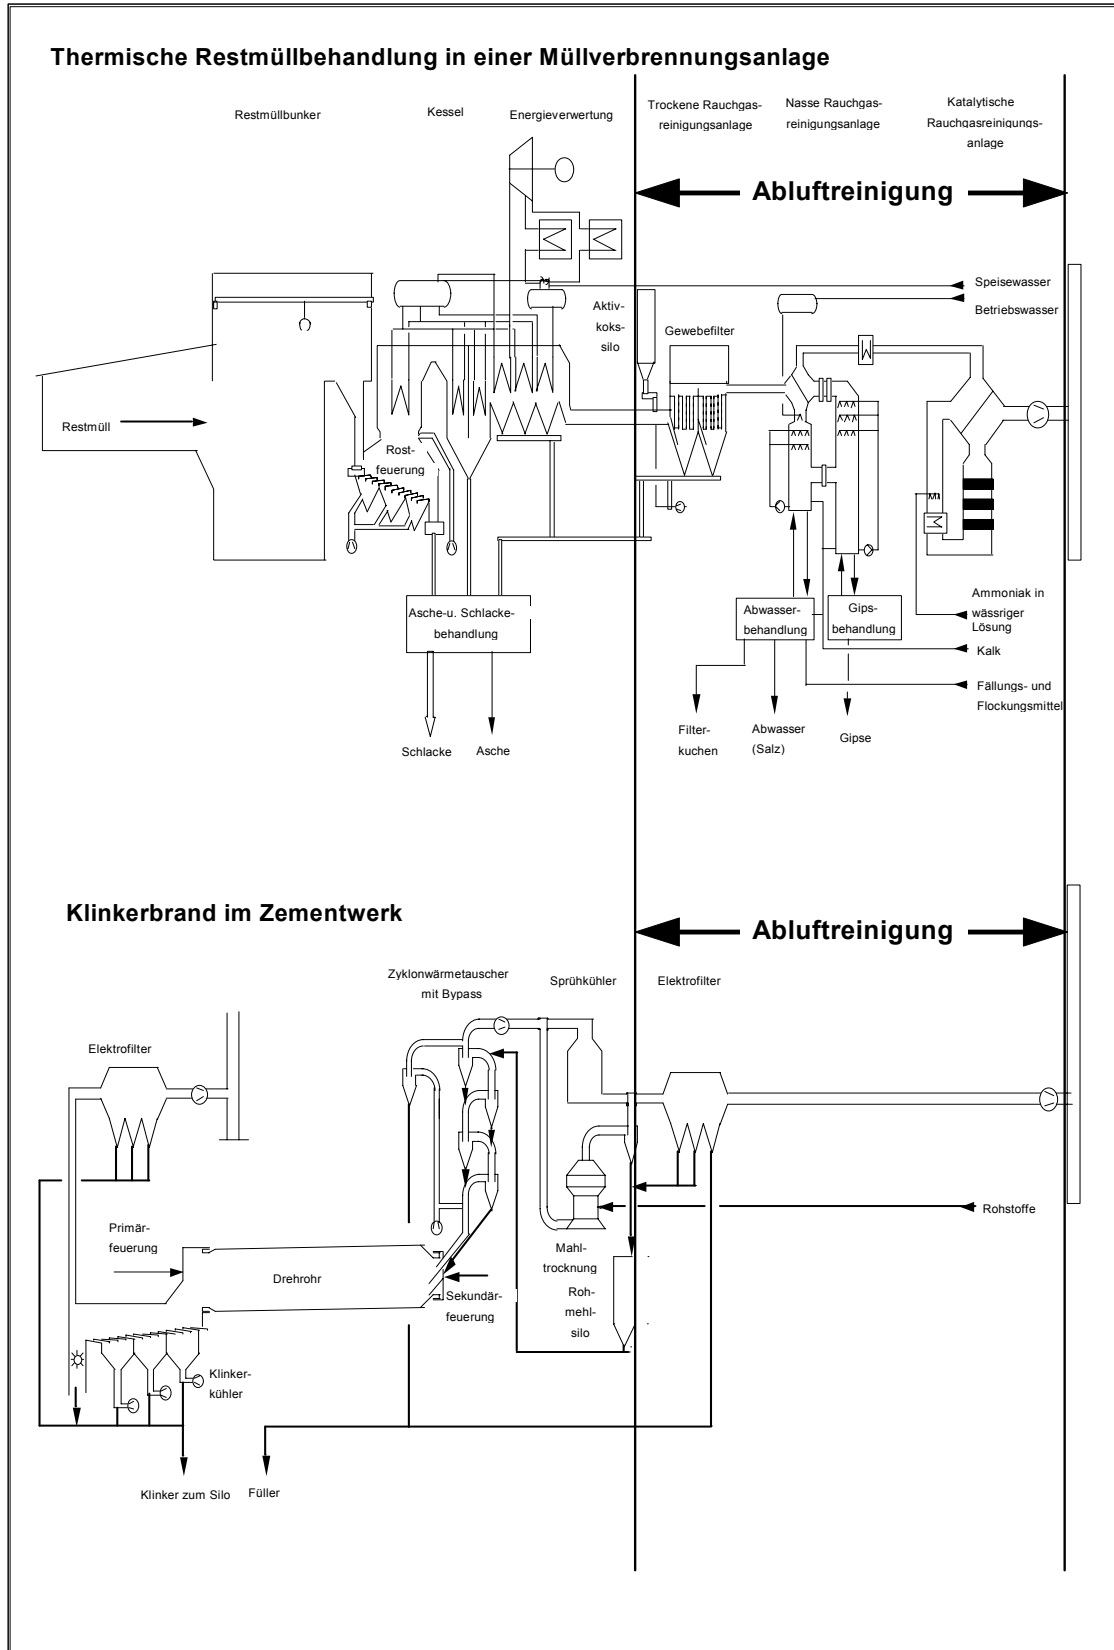 Thermische Restmüllbehandlung in einer Müllverbrennungsanlage
Restmüllbunker
Kessel
Energieverwertung
Trockene Rauchgas-
reinigungsanlage
Nasse Rauchgas-
reinigungsanlage
Katalytische
Rauchgasreinigungs-
anlage
Abluftreinigung
Speisewasser
Betriebswasser
Aktiv-
koks-
silo
Gewebefilter
Restmüll
Rost-
feuerung
Asche-u. Schlacke-
behandlung
Abwasser-
behandlung
Gips-
behandlung
Ammoniak in
wässriger
Lösung
Kalk
Fällungs- und
Flockungsmittel
Schlacke
Asche
Filter-
kuchen
Abwasser
(Salz)
Gipse
Klinkerbrand im Zementwerk
Abluftreinigung
Zyklonwärmetauscher
mit Bypass
Sprühkühler
Elektrofilter
Elektrofilter
Rohstoffe
Primär-
feuerung
Drehrohr
Sekundär-
feuerung
Mahl-
trocknung
Roh-
mehl-
silo
Klinker-
kühler
Klinker zum Silo
Füller